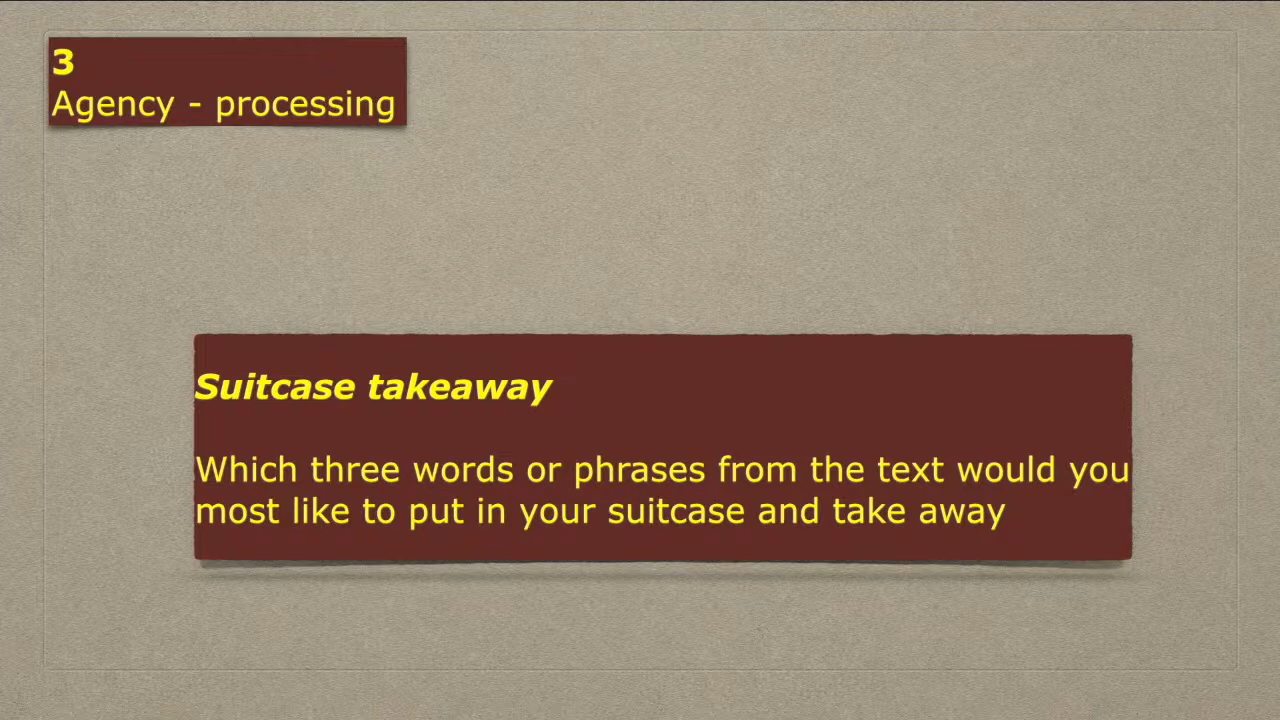 3
Agency - processing
Suitcase takeaway
Which three words or phrases from the text would you
most like to put in your suitcase and take away